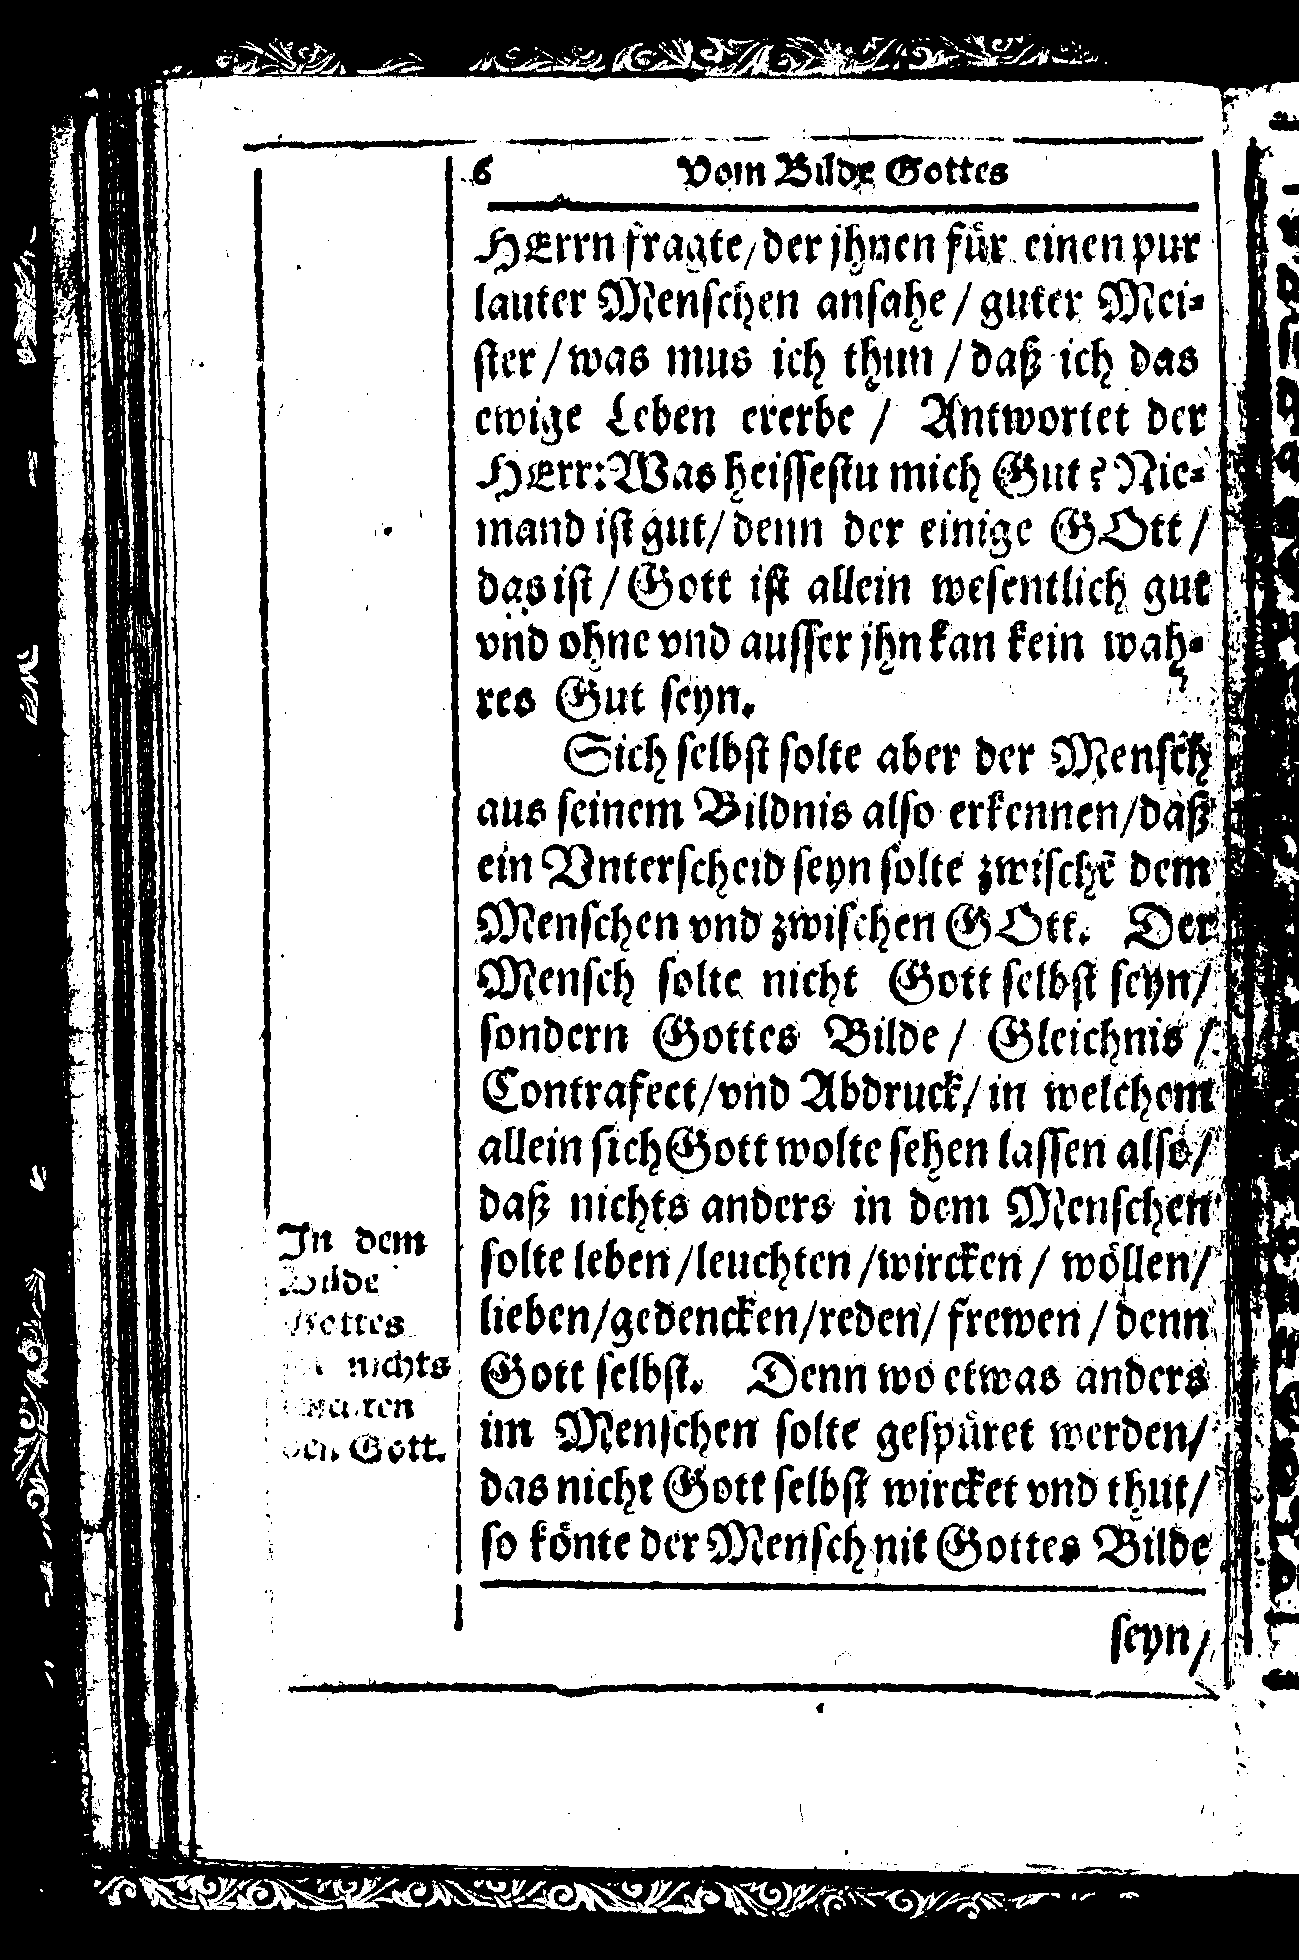 6 Vom Bilde Gottes
HErrn fragte/der jhnen für einen pur
lauter Menschen ansahe/guter Mei-
ster/was mus ich thun/daß ich das
ewige Leben ererbe/ Antwortet der
HErr:Was heissestu mich Gut? Nie-
mand ist gut/denn der einige GOtt/
das ist/Gott ist allein wesentlich gut
vnd ohne vnd ausser jhn kan kein wah-
res Gut seyn.
Sich selbst solte aber der Mensch
aus seinem Bildnis also erkennen/daß
ein Vnterscheid seyn solte zwischē dem
Menschen vnd zwischen GOtt. Der
Mensch solte nicht Gott selbst seyn/
sondern Gottes Bilde/ Gleichnis/
Contrafect/vnd Abdruck/in welchem
allein sich Gott wolte sehen lassen also/
daß nichts anders in dem Menschen
solte leben/leuchten/wircken/ wöllen/
lieben/gedencken/reden/frewen/denn
Gott selbst. Denn wo etwas anders
im Menschen solte gespüret werden/
das nicht Gott selbst wircket vnd thut/
so könte der Mensch nit Gottes Bilde
seyn/
In dem
Bilde
Gottes
nichts
den Gott.